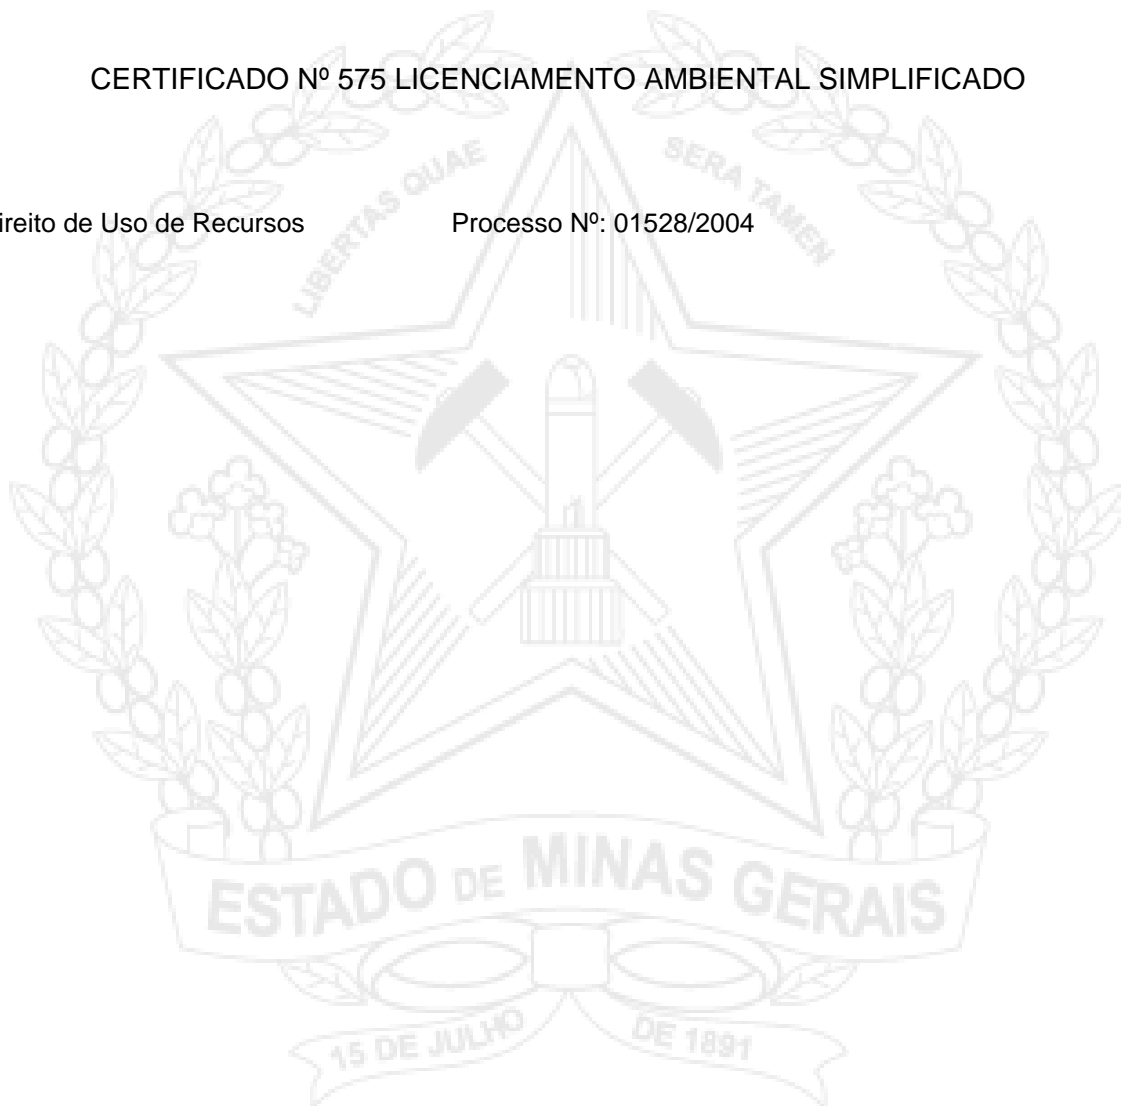 CERTIFICADO Nº 575 LICENCIAMENTO AMBIENTAL SIMPLIFICADO
LIBERTAS QUAE SERA TAMEN
ireito de Uso de Recursos Processo Nº: 01528/2004
ESTADO DE MINAS GERAIS
15 DE JULHO DE 1891